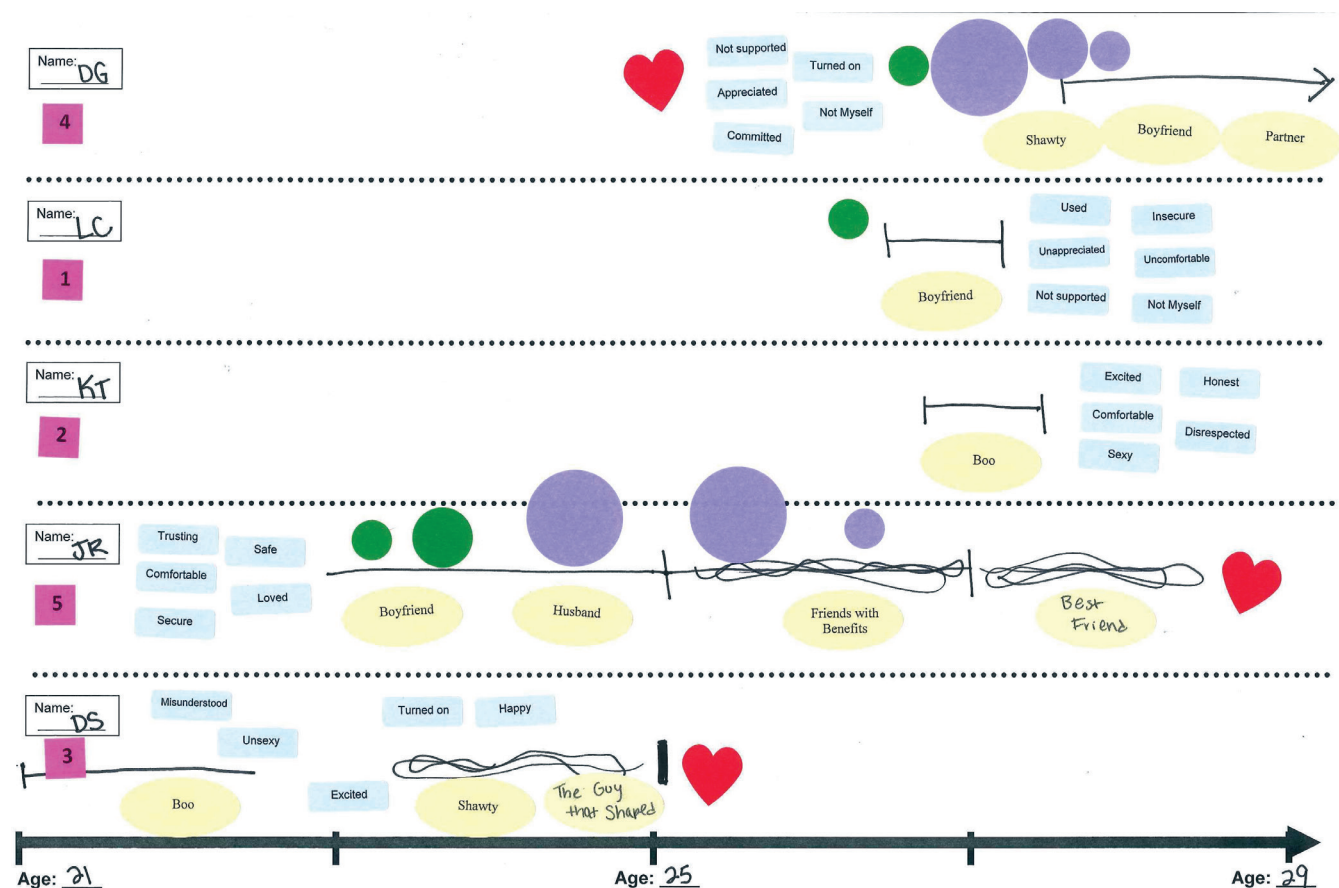 Name: DG
4
Not supported
Turned on
Appreciated
Not Myself
Committed
Shawty
Boyfriend
Partner
Name: LC
1
Boyfriend
Used
Insecure
Unappreciated
Uncomfortable
Not supported
Not Myself
Name: KT
2
Boo
Excited
Honest
Comfortable
Disrespected
Sexy
Name: JR
5
Trusting
Safe
Comfortable
Loved
Secure
Boyfriend
Husband
Friends with
Benefits
Best
Friend
Name: DS
3
Misunderstood
Unsexy
Boo
Excited
Turned on
Happy
Shawty
The Guy
that Shaped
Age: 21
Age: 25
Age: 29